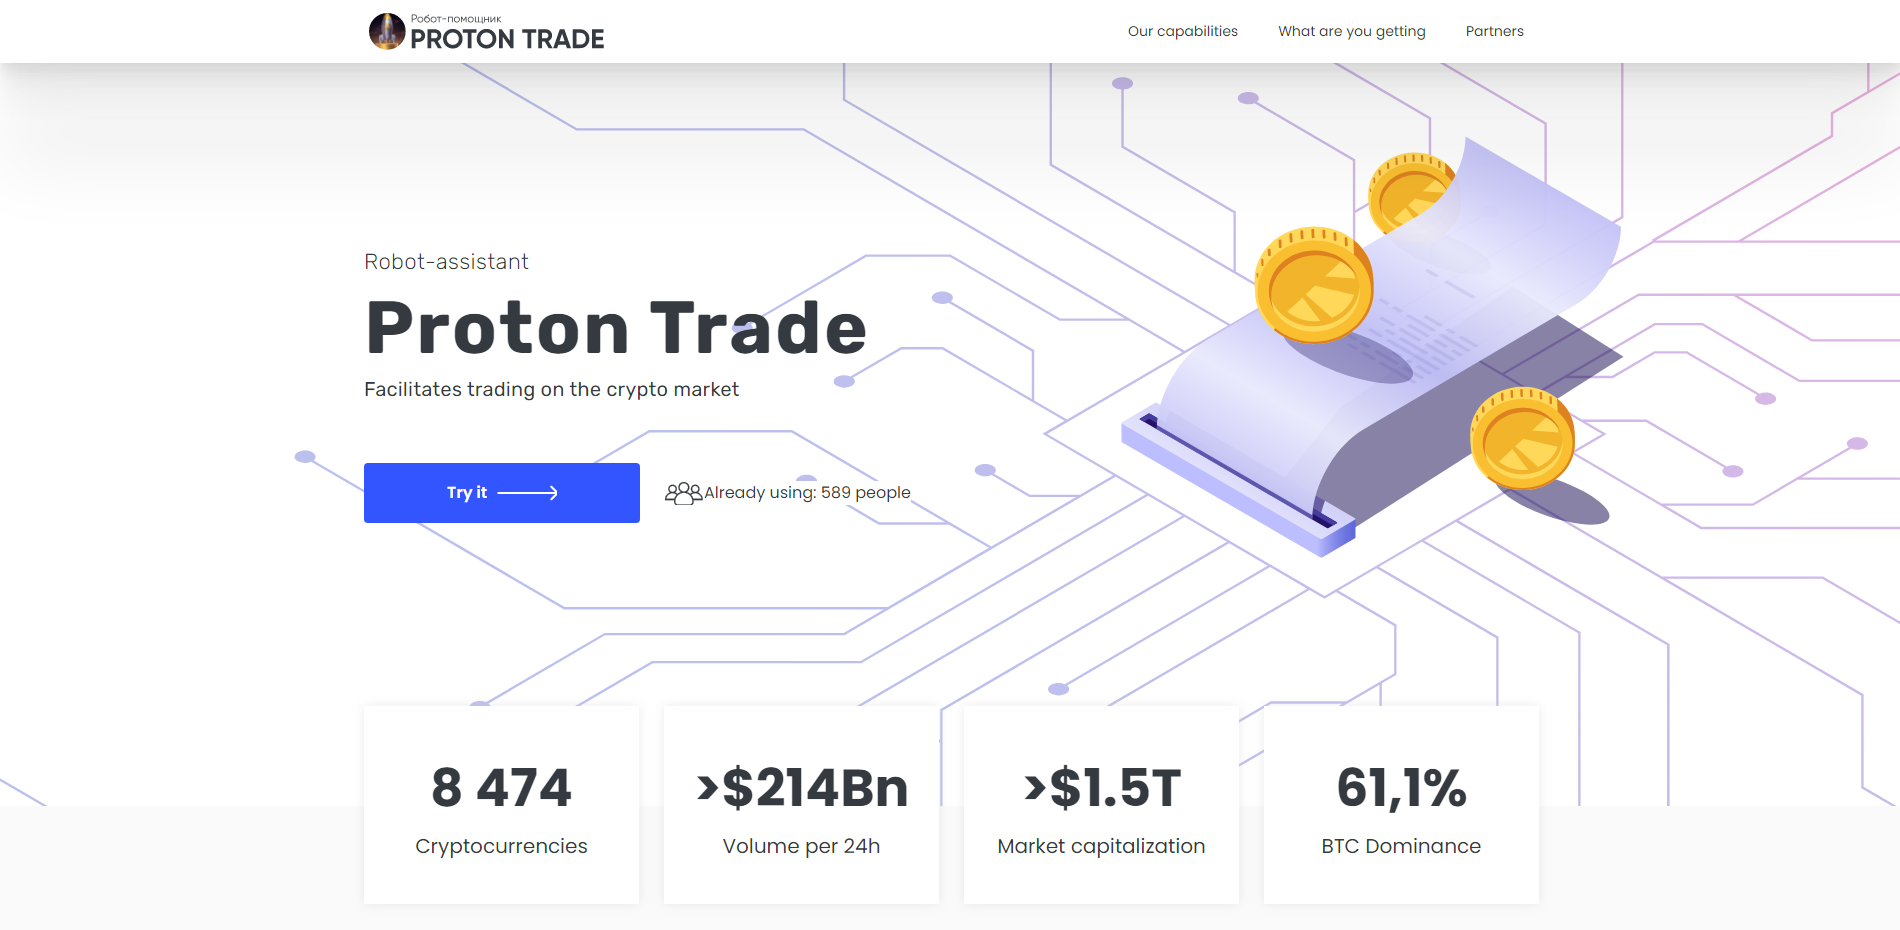 Робот-помощник
PROTON TRADE
Our capabilities
What are you getting
Partners
Robot-assistant
Proton Trade
Facilitates trading on the crypto market
Try it
Already using: 589 people
8 474
Cryptocurrencies
>$214Bn
Volume per 24h
>$1.5T
Market capitalization
61,1%
BTC Dominance